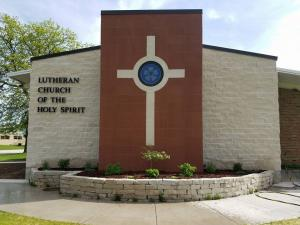 LUTHERAN
CHURCH
OF THE
HOLY SPIRIT